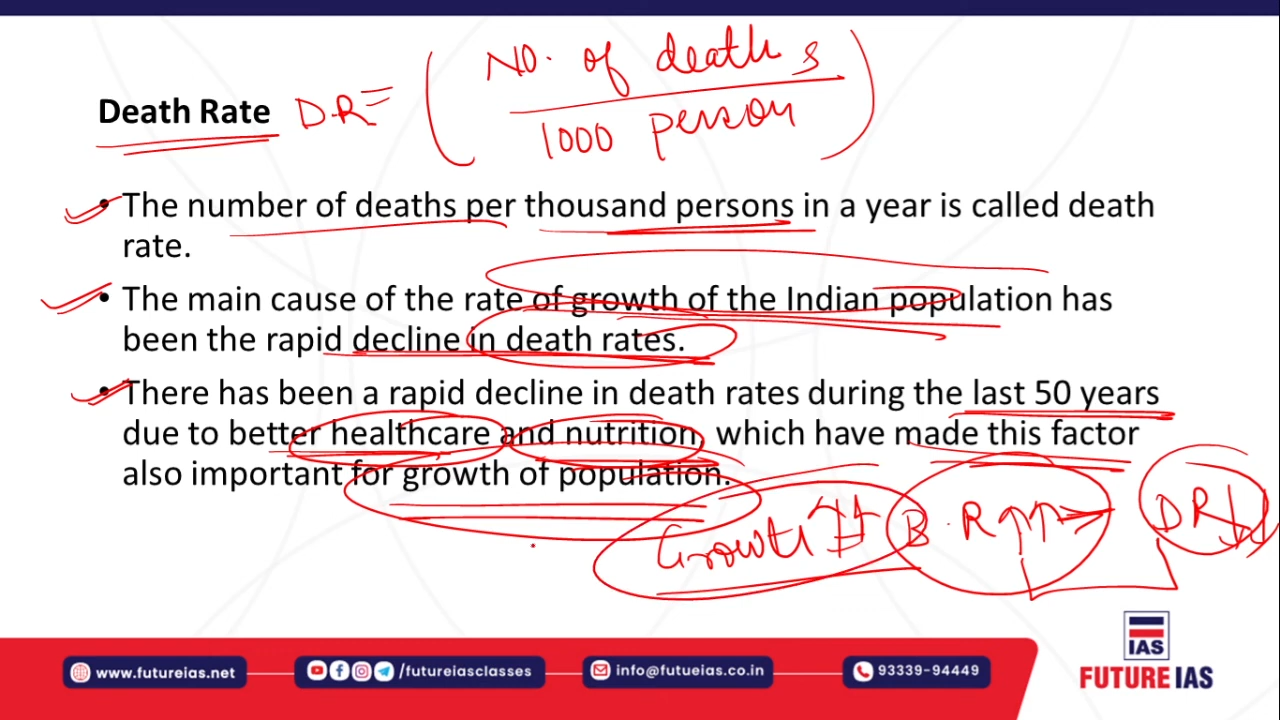 No. of deaths
Death Rate D.R =
1000 person
• The number of deaths per thousand persons in a year is called death
rate.
• The main cause of the rate of growth of the Indian population has
been the rapid decline in death rates.
• There has been a rapid decline in death rates during the last 50 years
due to better healthcare and nutrition, which have made this factor
also important for growth of population.
Growth ↑↑ B.R ↑↑ → DR ↓↓
IAS
www.futureias.net /futureiasclasses info@futueias.co.in 93339-94449 FUTURE IAS